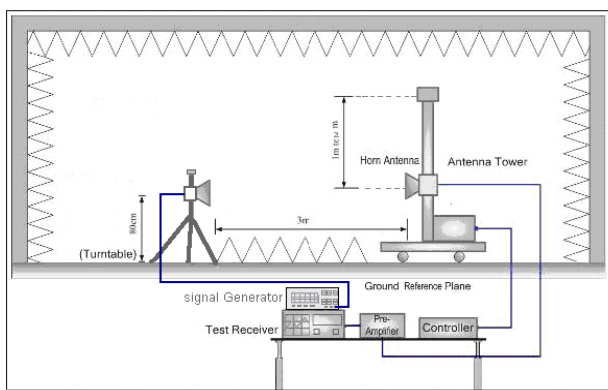 Horn Antenna
Antenna Tower
80cm
3m
(Turntable)
Ground Reference Plane
signal Generator
Test Receiver
Pre-
Amplifier
Controller